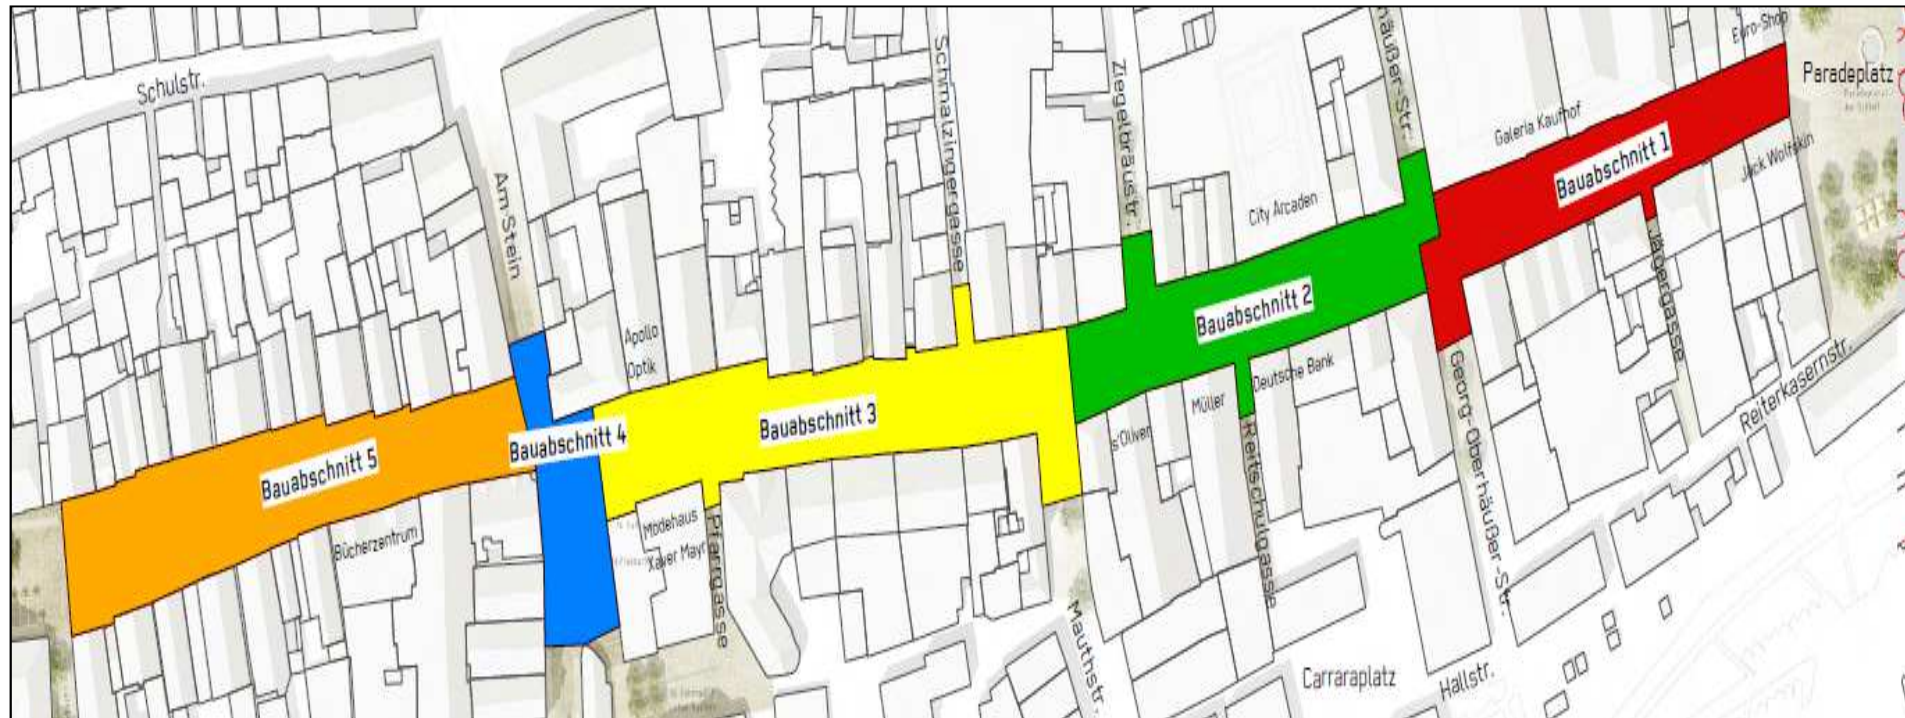 Schulstr.
Am Stein
Schmalzingergasse
Ziegelbräustr.
häußer-Str.
Euro-Shop
Paradeplatz
Galeria Kaufhof
Bauabschnitt 1
Jack Wolfskin
City Arcaden
Jägergasse
Bauabschnitt 2
Apollo
Optik
Deutsche Bank
Müller
Reiterkasernstr.
Bauabschnitt 3
Bauabschnitt 4
s'Oliver
Bauabschnitt 5
Georg-Oberhäußer-Str.
Reitschulgasse
Modehaus
Xaver Mayr
Bücherzentrum
Pfarrgasse
Mauthstr.
Carraraplatz
Hallstr.